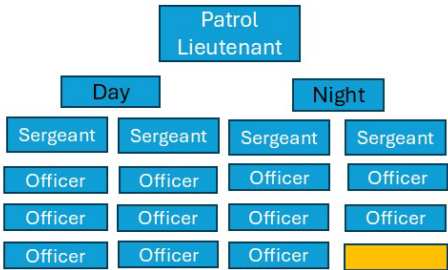 Patrol
Lieutenant
Day
Night
Sergeant
Sergeant
Sergeant
Sergeant
Officer
Officer
Officer
Officer
Officer
Officer
Officer
Officer
Officer
Officer
Officer